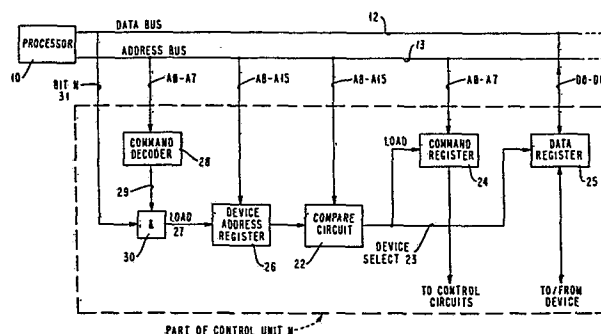 DATA BUS
12
PROCESSOR
ADDRESS BUS
13
10
BIT N
31
A0-A7
A8-A15
A8-A15
A0-A7
COMMAND
DECODER
28
LOAD
COMMAND
REGISTER
24
DATA
REGISTER
25
29
&
30
LOAD
27
DEVICE
ADDRESS
REGISTER
26
COMPARE
CIRCUIT
22
DEVICE
SELECT 23
TO CONTROL
CIRCUITS
TO/FROM
DEVICE
PART OF CONTROL UNIT N